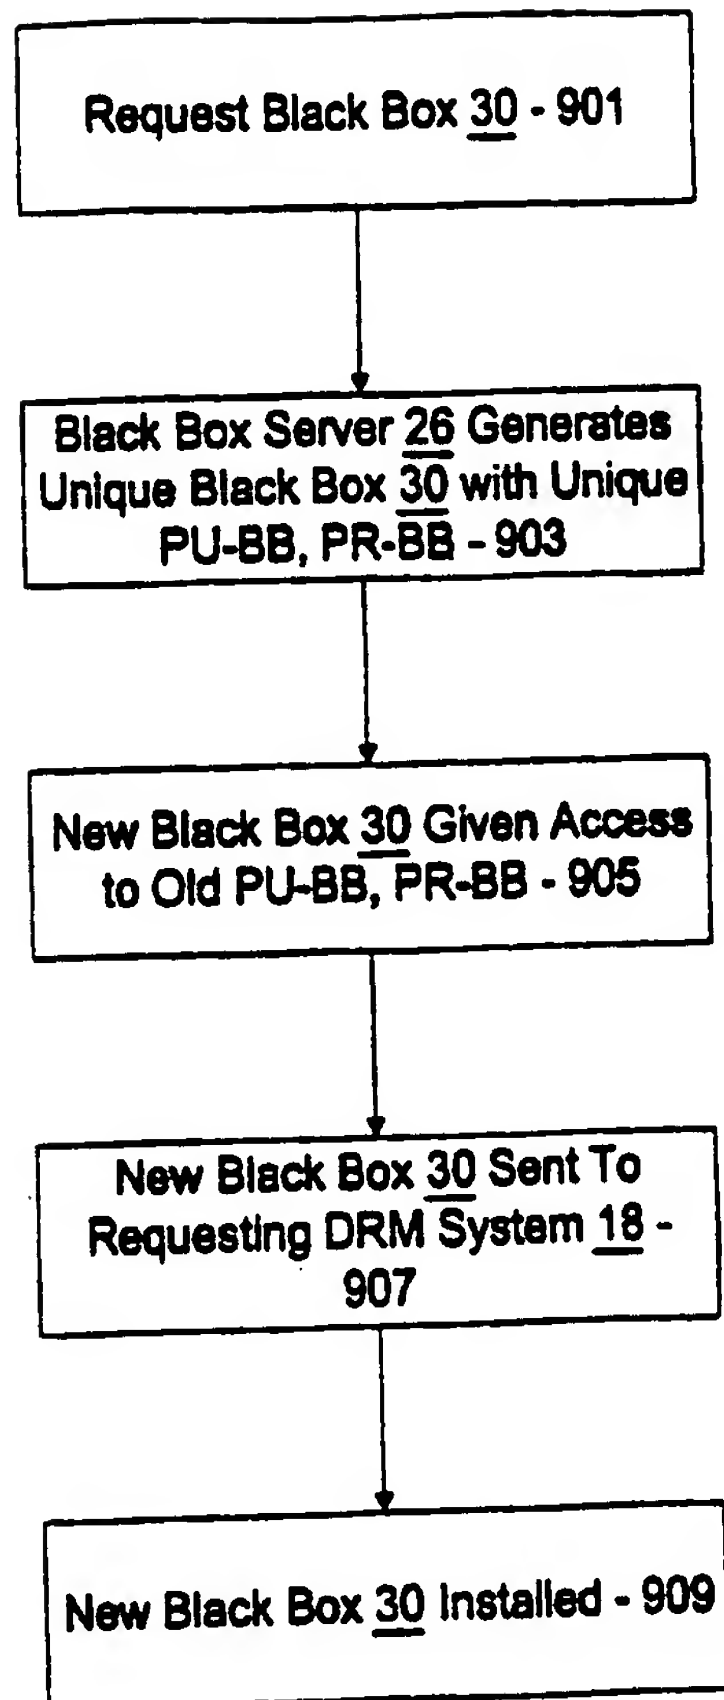 Request Black Box 30 - 901
Black Box Server 26 Generates
Unique Black Box 30 with Unique
PU-BB, PR-BB - 903
New Black Box 30 Given Access
to Old PU-BB, PR-BB - 905
New Black Box 30 Sent To
Requesting DRM System 18 -
907
New Black Box 30 Installed - 909